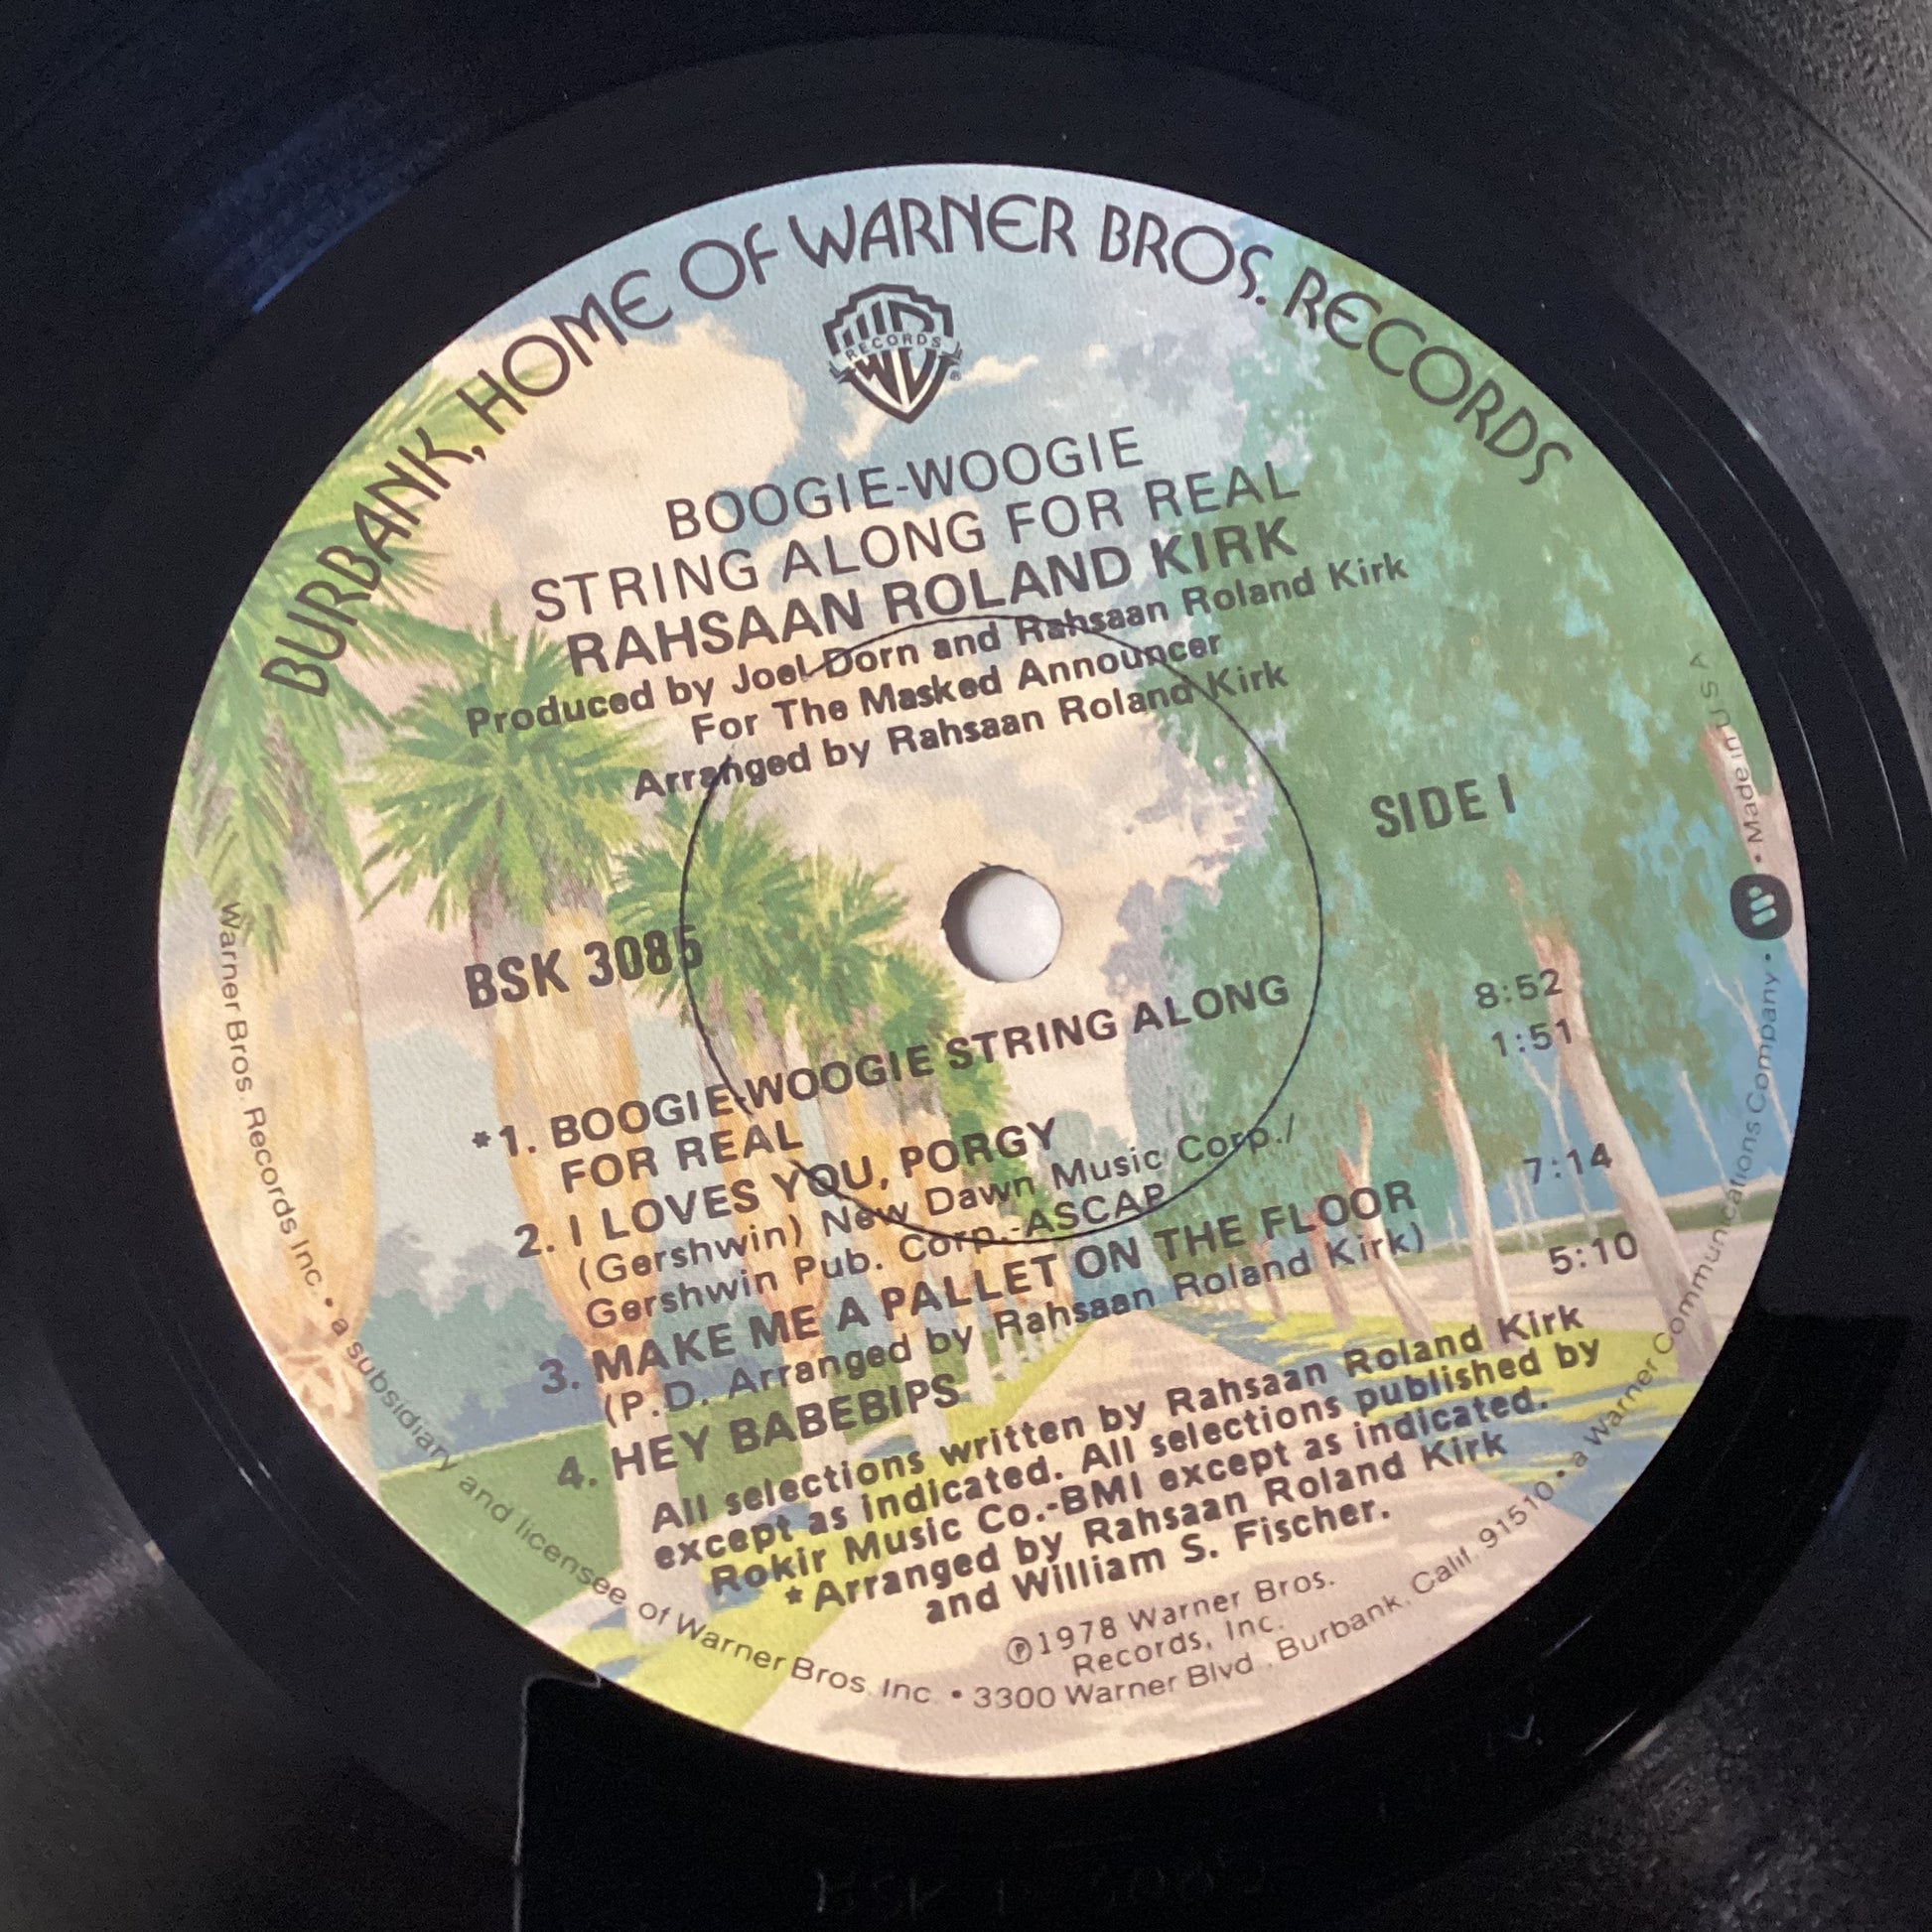 BURBANK, HOME OF WARNER BROS. RECORDS
RECORDS
BOOGIE-WOOGIE
STRING ALONG FOR REAL
RAHSAAN ROLAND KIRK
Produced by Joel Dorn and Rahsaan Roland Kirk
For The Masked Announcer
Arranged by Rahsaan Roland Kirk
SIDE I
BSK 3085
*1. BOOGIE-WOOGIE STRING ALONG 8:52
FOR REAL
2. I LOVES YOU, PORGY 1:51
(Gershwin) New Dawn Music Corp./
Gershwin Pub. Corp.-ASCAP
3. MAKE ME A PALLET ON THE FLOOR 7:14
(P.D. Arranged by Rahsaan Roland Kirk)
4. HEY BABEBIPS 5:10
All selections written by Rahsaan Roland Kirk
except as indicated. All selections published by
Rokir Music Co.-BMI except as indicated.
*Arranged by Rahsaan Roland Kirk
and William S. Fischer.
℗1978 Warner Bros.
Records, Inc.
Warner Bros. Records Inc. • a subsidiary and licensee of Warner Bros. Inc. • 3300 Warner Blvd., Burbank, Calif. 91510 • a Warner Communications Company • Made in U S A